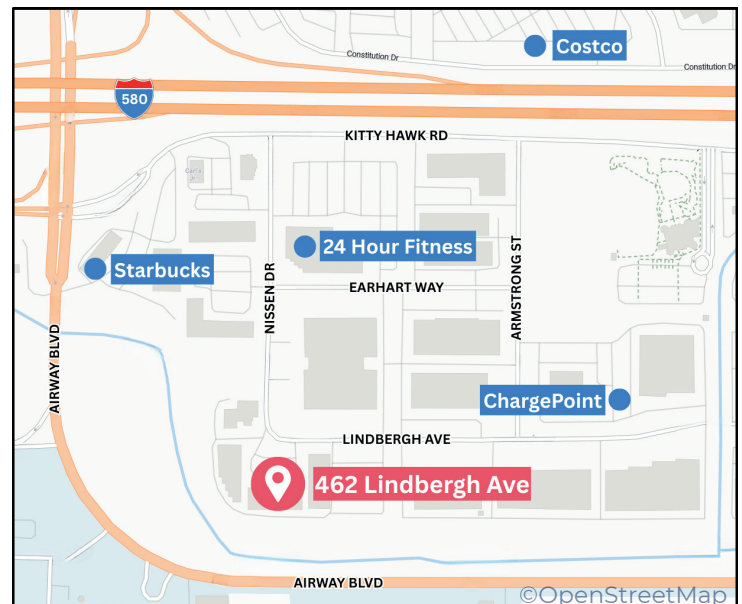 Costco
Constitution Dr
Constitution Dr
580
KITTY HAWK RD
24 Hour Fitness
Starbucks
EARHART WAY
NISSEN DR
ARMSTRONG ST
AIRWAY BLVD
ChargePoint
LINDBERGH AVE
462 Lindbergh Ave
AIRWAY BLVD
©OpenStreetMap